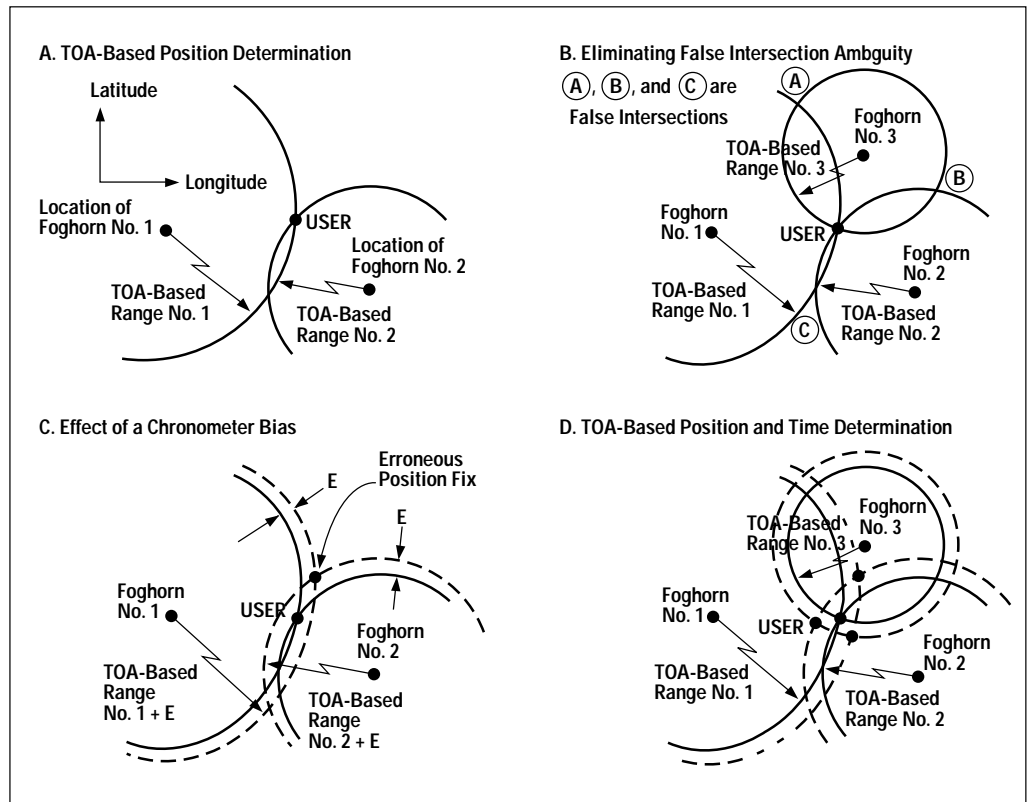 A. TOA-Based Position Determination
Latitude
Longitude
Location of
Foghorn No. 1
USER
Location of
Foghorn No. 2
TOA-Based
Range No. 1
TOA-Based
Range No. 2
B. Eliminating False Intersection Ambguity
A, B, and C are
False Intersections
A
Foghorn
No. 3
TOA-Based
Range No. 3
B
Foghorn
No. 1
USER
Foghorn
No. 2
TOA-Based
Range No. 1
TOA-Based
Range No. 2
C
C. Effect of a Chronometer Bias
Erroneous
Position Fix
E
E
Foghorn
No. 1
USER
Foghorn
No. 2
TOA-Based
Range
No. 1 + E
TOA-Based
Range
No. 2 + E
D. TOA-Based Position and Time Determination
Foghorn
No. 3
TOA-Based
Range No. 3
Foghorn
No. 1
USER
Foghorn
No. 2
TOA-Based
Range No. 1
TOA-Based
Range No. 2